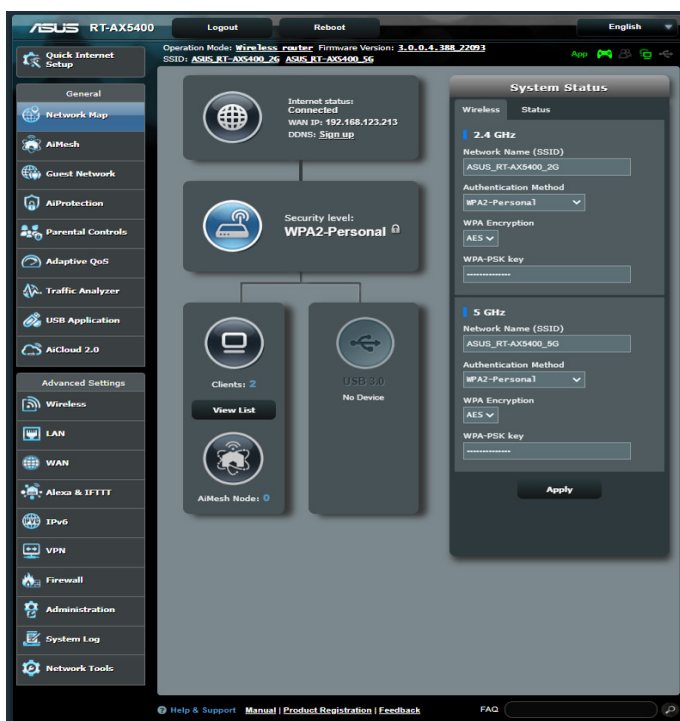 ASUS RT-AX5400
Logout
Reboot
English
Quick Internet
Setup
Operation Mode: Wireless router Firmware Version: 3.0.0.4.388_22093
SSID: ASUS_RT-AX5400_2G ASUS_RT-AX5400_5G
App
General
Network Map
AiMesh
Guest Network
AiProtection
Parental Controls
Adaptive QoS
Traffic Analyzer
USB Application
AiCloud 2.0
Advanced Settings
Wireless
LAN
WAN
Alexa & IFTTT
IPv6
VPN
Firewall
Administration
System Log
Network Tools
Internet status:
Connected
WAN IP: 192.168.123.213
DDNS: Sign up
Security level:
WPA2-Personal
Clients: 2
View List
AiMesh Node: 0
USB 3.0
No Device
System Status
Wireless
Status
2.4 GHz
Network Name (SSID)
ASUS_RT-AX5400_2G
Authentication Method
WPA2-Personal
WPA Encryption
AES
WPA-PSK key
5 GHz
Network Name (SSID)
ASUS_RT-AX5400_5G
Authentication Method
WPA2-Personal
WPA Encryption
AES
WPA-PSK key
Apply
Help & Support Manual | Product Registration | Feedback
FAQ